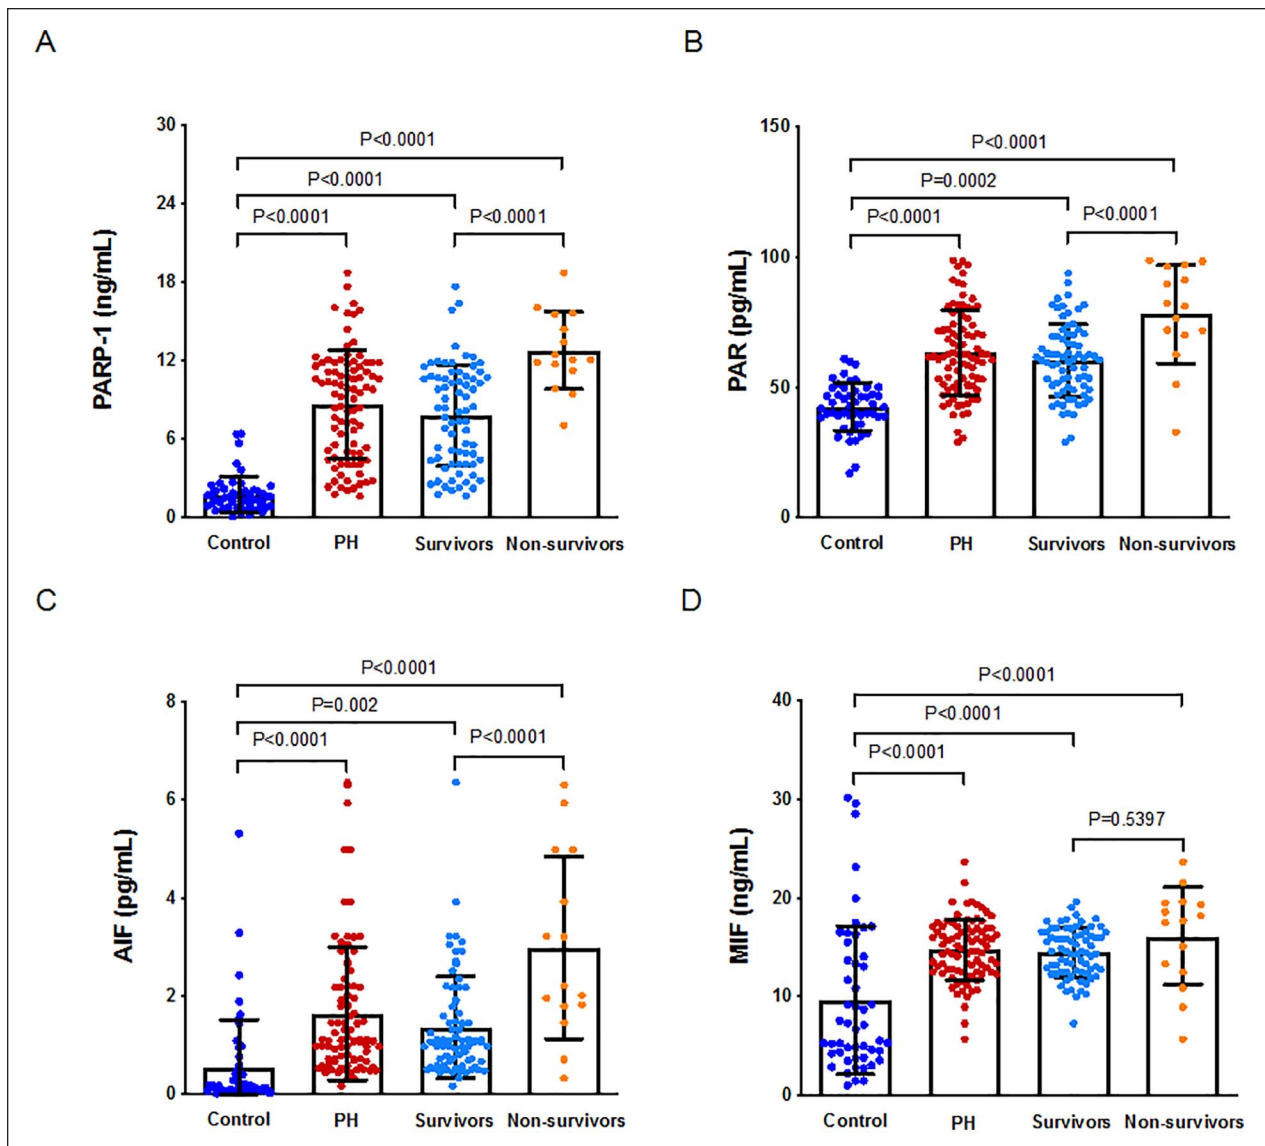 A
PARP-1 (ng/mL)
30
24
18
12
6
0
P<0.0001
P<0.0001
P<0.0001
P<0.0001
Control PH Survivors Non-survivors
B
PAR (pg/mL)
150
100
50
0
P<0.0001
P=0.0002
P<0.0001
P<0.0001
Control PH Survivors Non-survivors
C
AIF (pg/mL)
8
6
4
2
0
P<0.0001
P=0.002
P<0.0001
P<0.0001
Control PH Survivors Non-survivors
D
MIF (ng/mL)
40
30
20
10
0
P<0.0001
P<0.0001
P<0.0001
P=0.5397
Control PH Survivors Non-survivors